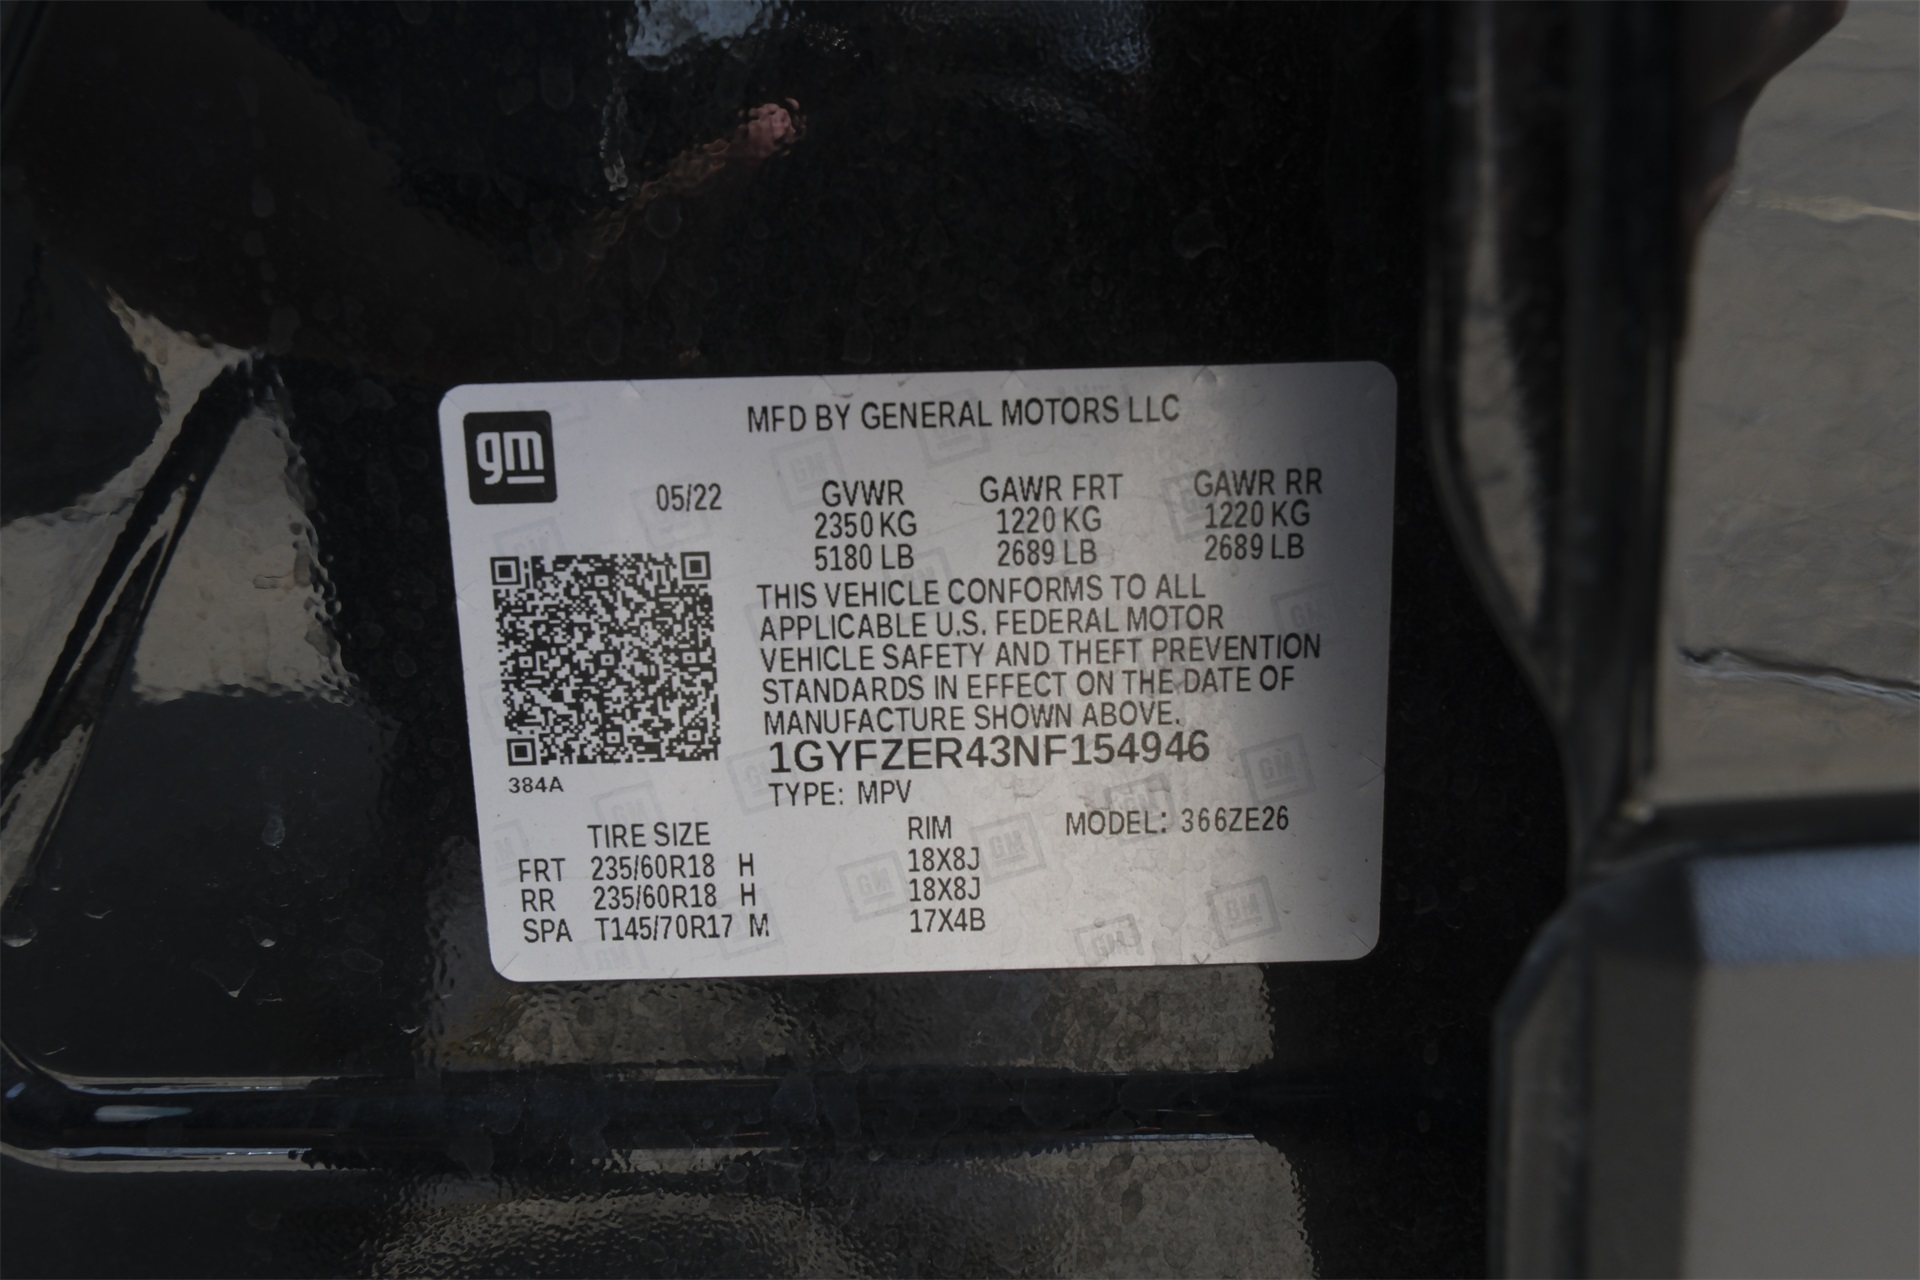 gm
MFD BY GENERAL MOTORS LLC
05/22 GVWR GAWR FRT GAWR RR
2350 KG 1220 KG 1220 KG
5180 LB 2689 LB 2689 LB
THIS VEHICLE CONFORMS TO ALL
APPLICABLE U.S. FEDERAL MOTOR
VEHICLE SAFETY AND THEFT PREVENTION
STANDARDS IN EFFECT ON THE DATE OF
MANUFACTURE SHOWN ABOVE.
1GYFZER43NF154946
384A
TYPE: MPV
TIRE SIZE RIM MODEL: 366ZE26
FRT 235/60R18 H 18X8J
RR 235/60R18 H 18X8J
SPA T145/70R17 M 17X4B